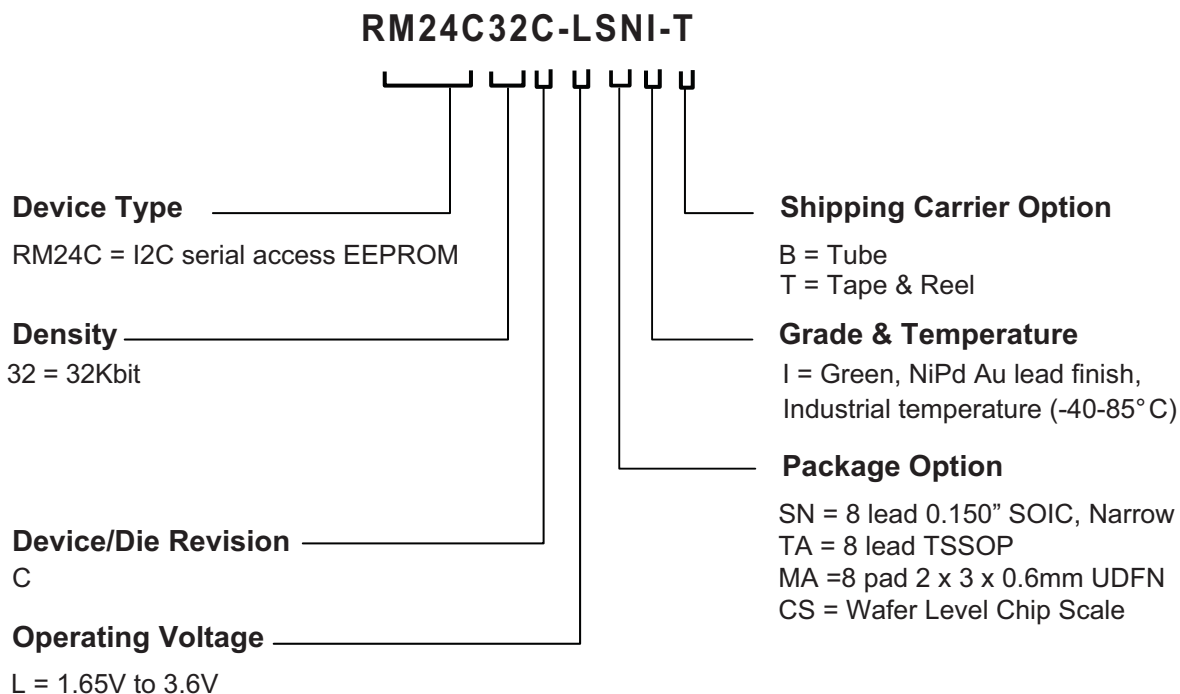 RM24C32C-LSNI-T
Device Type
RM24C = I2C serial access EEPROM
Density
32 = 32Kbit
Device/Die Revision
C
Operating Voltage
L = 1.65V to 3.6V
Shipping Carrier Option
B = Tube
T = Tape & Reel
Grade & Temperature
I = Green, NiPd Au lead finish,
Industrial temperature (-40-85°C)
Package Option
SN = 8 lead 0.150” SOIC, Narrow
TA = 8 lead TSSOP
MA =8 pad 2 x 3 x 0.6mm UDFN
CS = Wafer Level Chip Scale